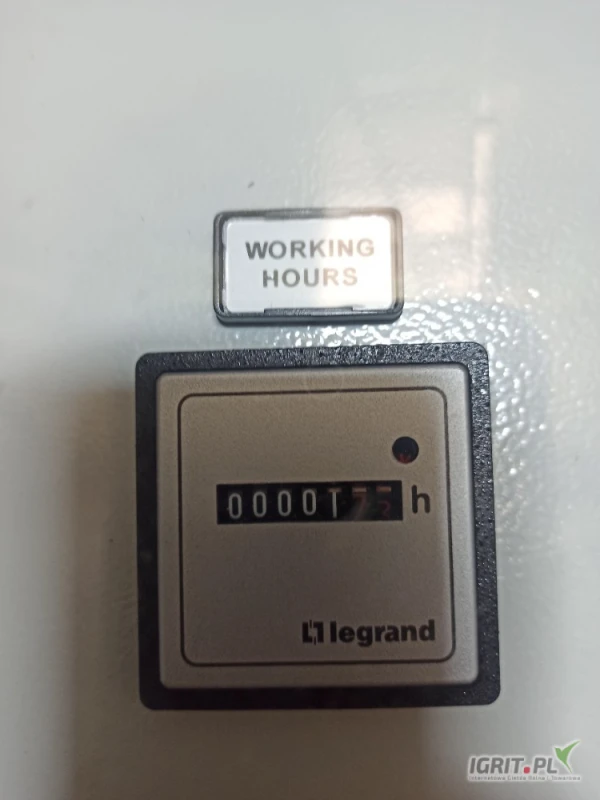 WORKING
HOURS
00001 h
legrand
IGRIT.PL